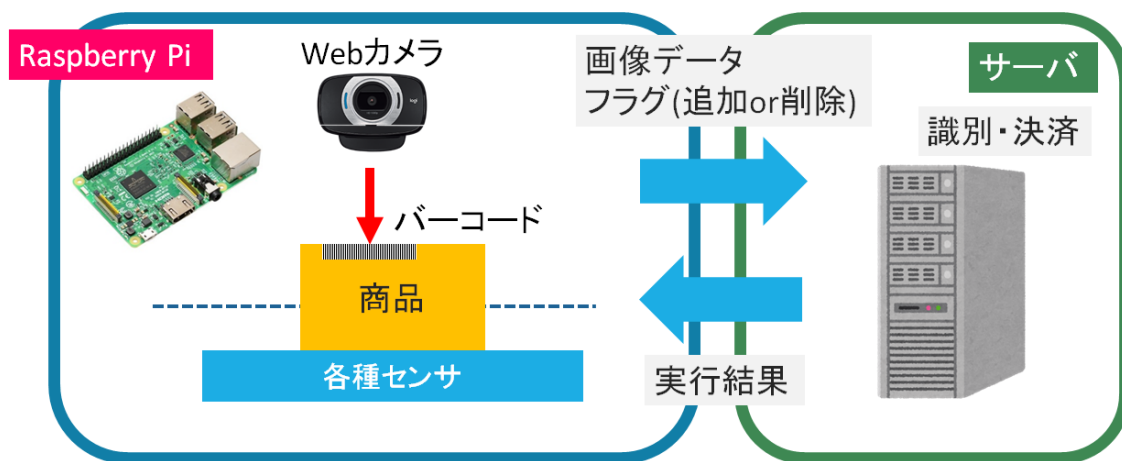 Raspberry Pi
Webカメラ
バーコード
商品
各種センサ
画像データ
フラグ(追加or削除)
実行結果
サーバ
識別・決済